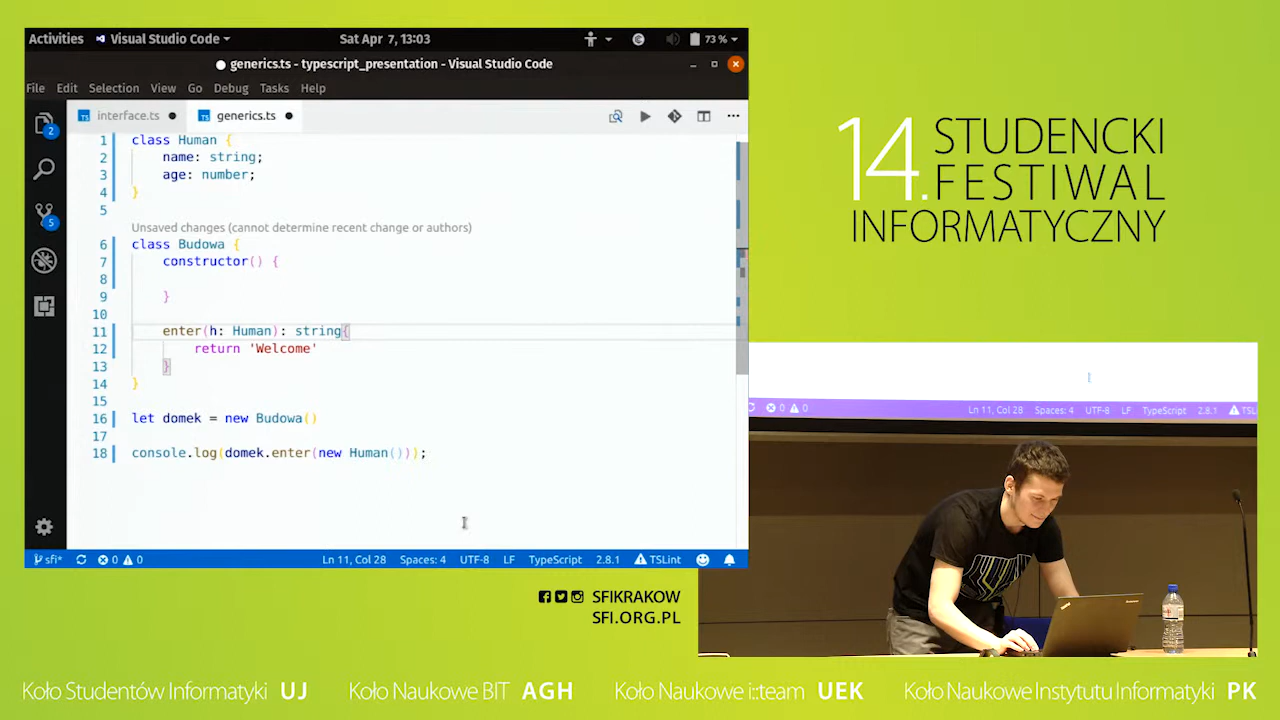 Activities Visual Studio Code Sat Apr 7, 13:03 73 %
generics.ts - typescript_presentation - Visual Studio Code
File Edit Selection View Go Debug Tasks Help
interface.ts generics.ts
1 class Human {
2 name: string;
3 age: number;
4 }
5
Unsaved changes (cannot determine recent change or authors)
6 class Budowa {
7 constructor() {
8
9 }
10
11 enter(h: Human): string{
12 return 'Welcome'
13 }
14 }
15
16 let domek = new Budowa()
17
18 console.log(domek.enter(new Human()));
2
5
sfi* 0 0 Ln 11, Col 28 Spaces: 4 UTF-8 LF TypeScript 2.8.1 TSLint
14. STUDENCKI
FESTIWAL
INFORMATYCZNY
0 0 Ln 11, Col 28 Spaces: 4 UTF-8 LF TypeScript 2.8.1 TSLi
SFIKRAKOW
SFI.ORG.PL
Koło Studentów Informatyki UJ Koło Naukowe BIT AGH Koło Naukowe i::team UEK Koło Naukowe Instytutu Informatyki PK